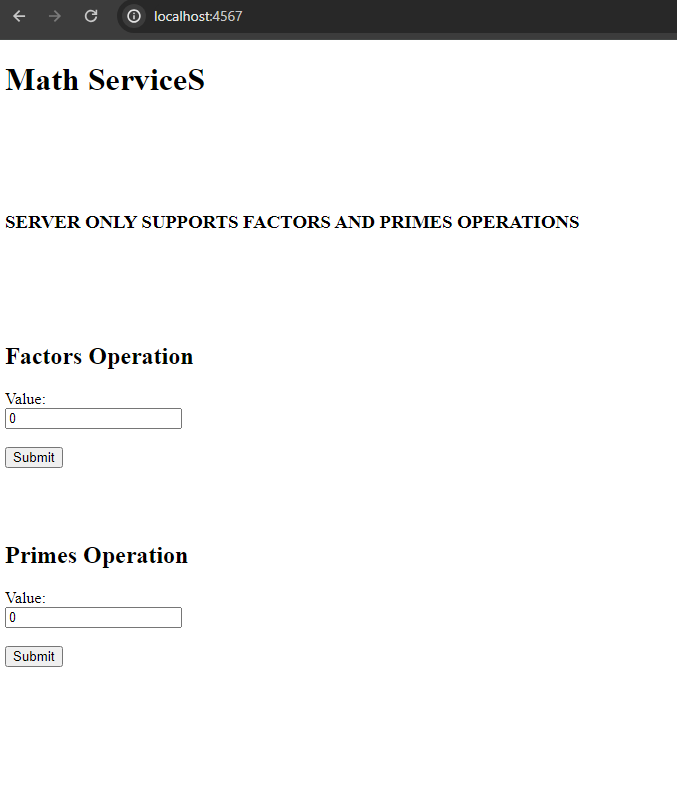 localhost:4567
Math ServiceS
SERVER ONLY SUPPORTS FACTORS AND PRIMES OPERATIONS
Factors Operation
Value:
0
Submit
Primes Operation
Value:
0
Submit